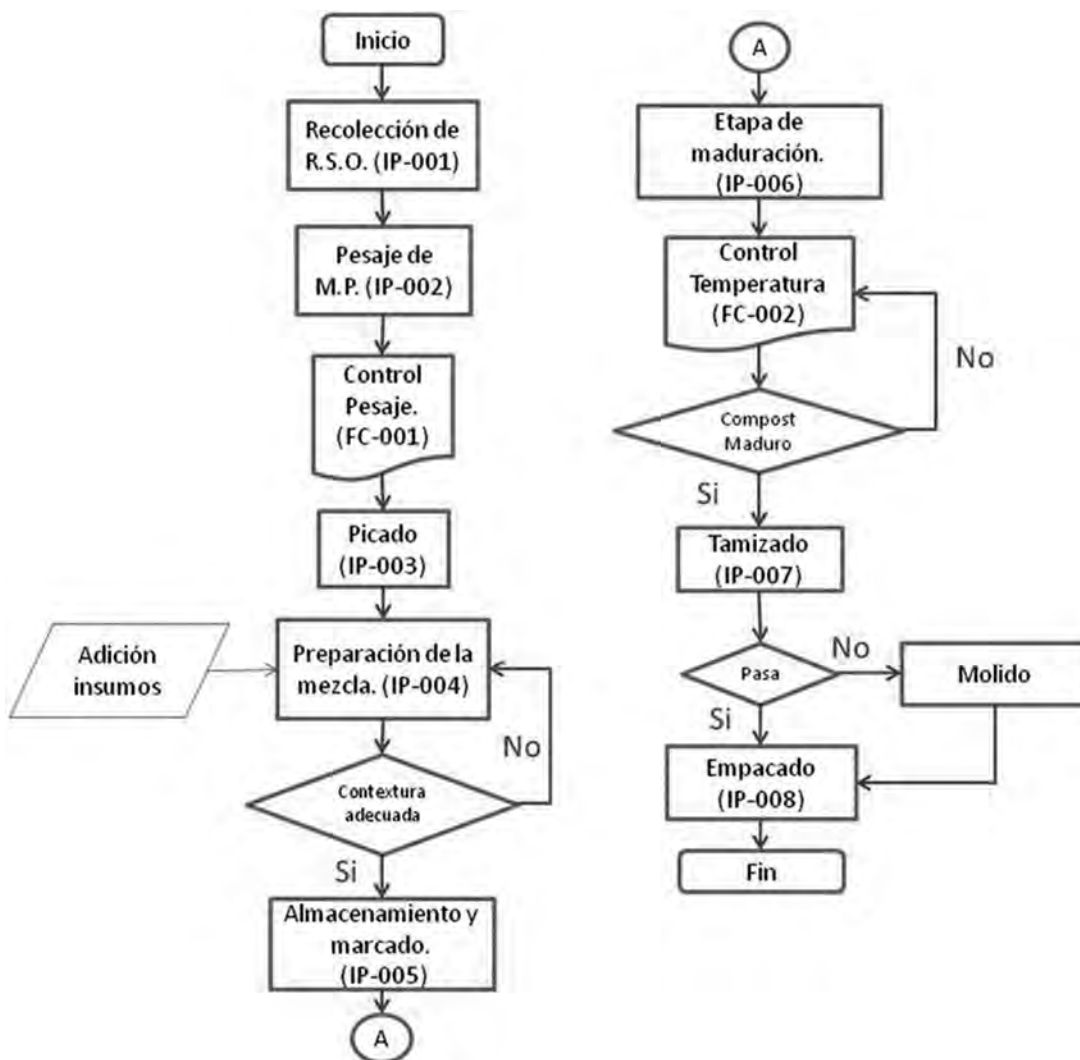 Inicio
Recolección de
R.S.O. (IP-001)
Pesaje de
M.P. (IP-002)
Control
Pesaje.
(FC-001)
Picado
(IP-003)
Adición
insumos
Preparación de la
mezcla. (IP-004)
No
Contextura
adecuada
Si
Almacenamiento y
marcado.
(IP-005)
A
A
Etapa de
maduración.
(IP-006)
Control
Temperatura
(FC-002)
No
Compost
Maduro
Si
Tamizado
(IP-007)
Pasa
No
Molido
Si
Empacado
(IP-008)
Fin